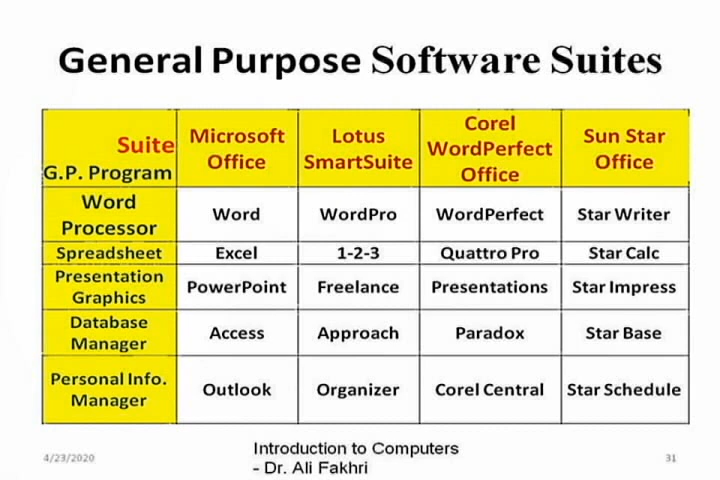 General Purpose Software Suites
Suite
G.P. Program
Microsoft Office
Lotus SmartSuite
Corel WordPerfect Office
Sun Star Office
Word Processor
Word
WordPro
WordPerfect
Star Writer
Spreadsheet
Excel
1-2-3
Quattro Pro
Star Calc
Presentation Graphics
PowerPoint
Freelance
Presentations
Star Impress
Database Manager
Access
Approach
Paradox
Star Base
Personal Info. Manager
Outlook
Organizer
Corel Central
Star Schedule
4/23/2020
Introduction to Computers
- Dr. Ali Fakhri
31